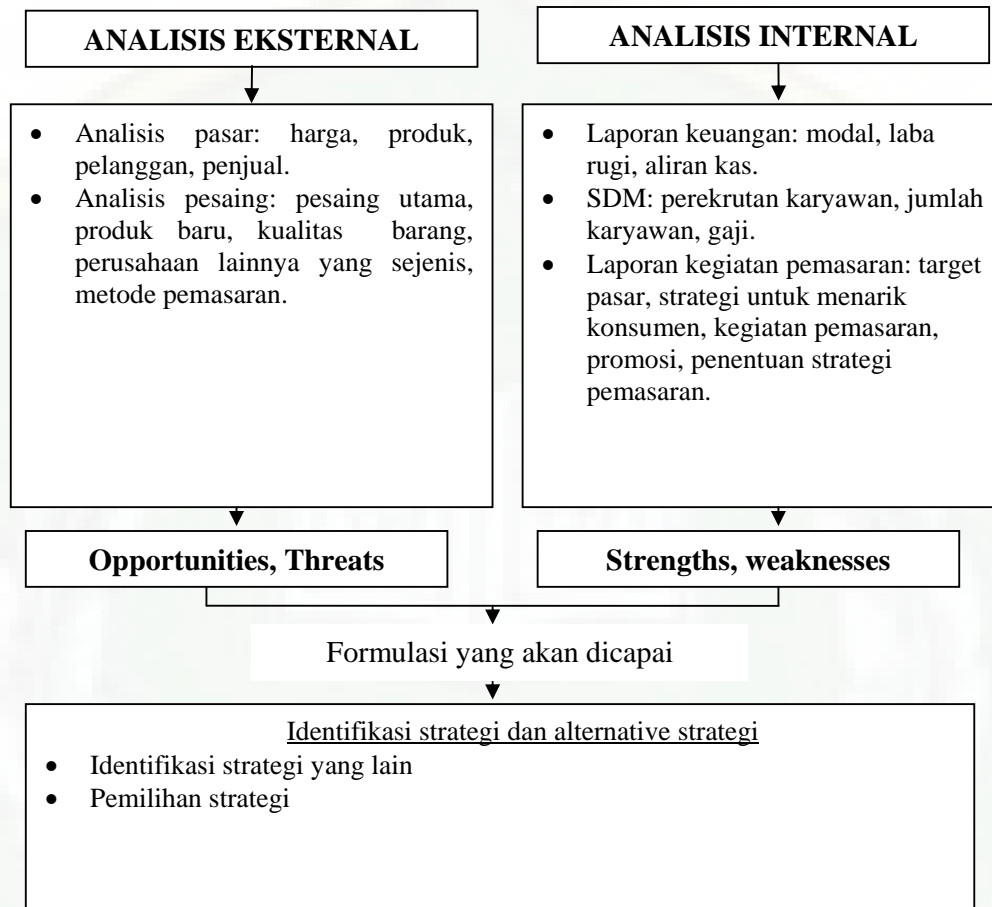 ANALISIS EKSTERNAL
• Analisis pasar: harga, produk,
pelanggan, penjual.
• Analisis pesaing: pesaing utama,
produk baru, kualitas barang,
perusahaan lainnya yang sejenis,
metode pemasaran.
Opportunities, Threats
ANALISIS INTERNAL
• Laporan keuangan: modal, laba
rugi, aliran kas.
• SDM: perekrutan karyawan, jumlah
karyawan, gaji.
• Laporan kegiatan pemasaran: target
pasar, strategi untuk menarik
konsumen, kegiatan pemasaran,
promosi, penentuan strategi
pemasaran.
Strengths, weaknesses
Formulasi yang akan dicapai
Identifikasi strategi dan alternative strategi
• Identifikasi strategi yang lain
• Pemilihan strategi